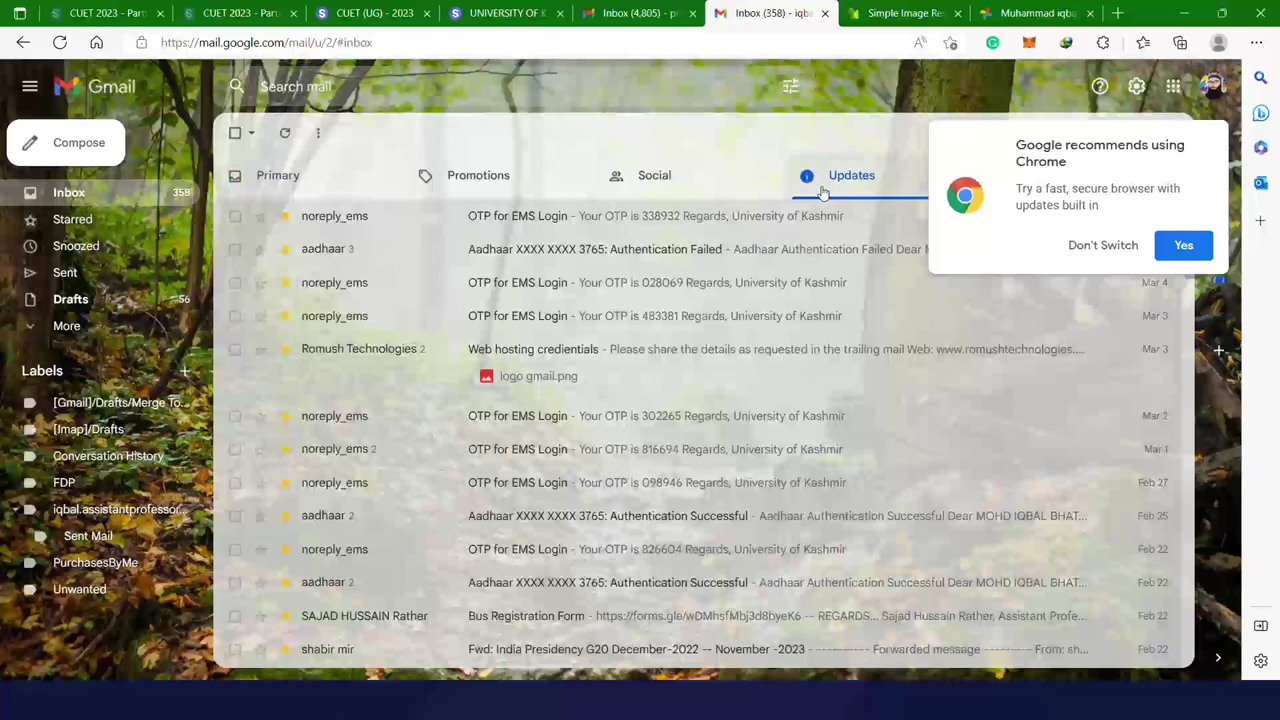 CUET 2023 - Part
CUET 2023 - Part
CUET (UG) - 2023
UNIVERSITY OF K
Inbox (4,805) - p
Inbox (358) - iqba
Simple Image Re
Muhammad iqba
https://mail.google.com/mail/u/2/#inbox
Gmail
Search mail
Compose
Inbox 358
Starred
Snoozed
Sent
Drafts 56
More
Labels
[Gmail]/Drafts/Merge To...
[Imap]/Drafts
Conversation History
FDP
iqbal.assistantprofessor...
Sent Mail
PurchasesByMe
Unwanted
Primary Promotions Social Updates
noreply_ems OTP for EMS Login - Your OTP is 338932 Regards, University of Kashmir
aadhaar 3 Aadhaar XXXX XXXX 3765: Authentication Failed - Aadhaar Authentication Failed Dear M
noreply_ems OTP for EMS Login - Your OTP is 028069 Regards, University of Kashmir Mar 4
noreply_ems OTP for EMS Login - Your OTP is 483381 Regards, University of Kashmir Mar 3
Romush Technologies 2 Web hosting credentials - Please share the details as requested in the trailing mail Web: www.romushtechnologies.... Mar 3
logo gmail.png
noreply_ems OTP for EMS Login - Your OTP is 302265 Regards, University of Kashmir Mar 2
noreply_ems 2 OTP for EMS Login - Your OTP is 816694 Regards, University of Kashmir Mar 1
noreply_ems OTP for EMS Login - Your OTP is 098946 Regards, University of Kashmir Feb 27
aadhaar 2 Aadhaar XXXX XXXX 3765: Authentication Successful - Aadhaar Authentication Successful Dear MOHD IQBAL BHAT... Feb 25
noreply_ems OTP for EMS Login - Your OTP is 826604 Regards, University of Kashmir Feb 22
aadhaar 2 Aadhaar XXXX XXXX 3765: Authentication Successful - Aadhaar Authentication Successful Dear MOHD IQBAL BHAT... Feb 22
SAJAD HUSSAIN Rather Bus Registration Form - https://forms.gle/wDMhsfMbj3d8byeK6 -- REGARDS... Sajad Hussain Rather, Assistant Profe... Feb 22
shabir mir Fwd: India Presidency G20 December-2022 -- November -2023 - ---------- Forwarded message --------- From: sh... Feb 22
Google recommends using
Chrome
Try a fast, secure browser with
updates built in
Don't Switch Yes